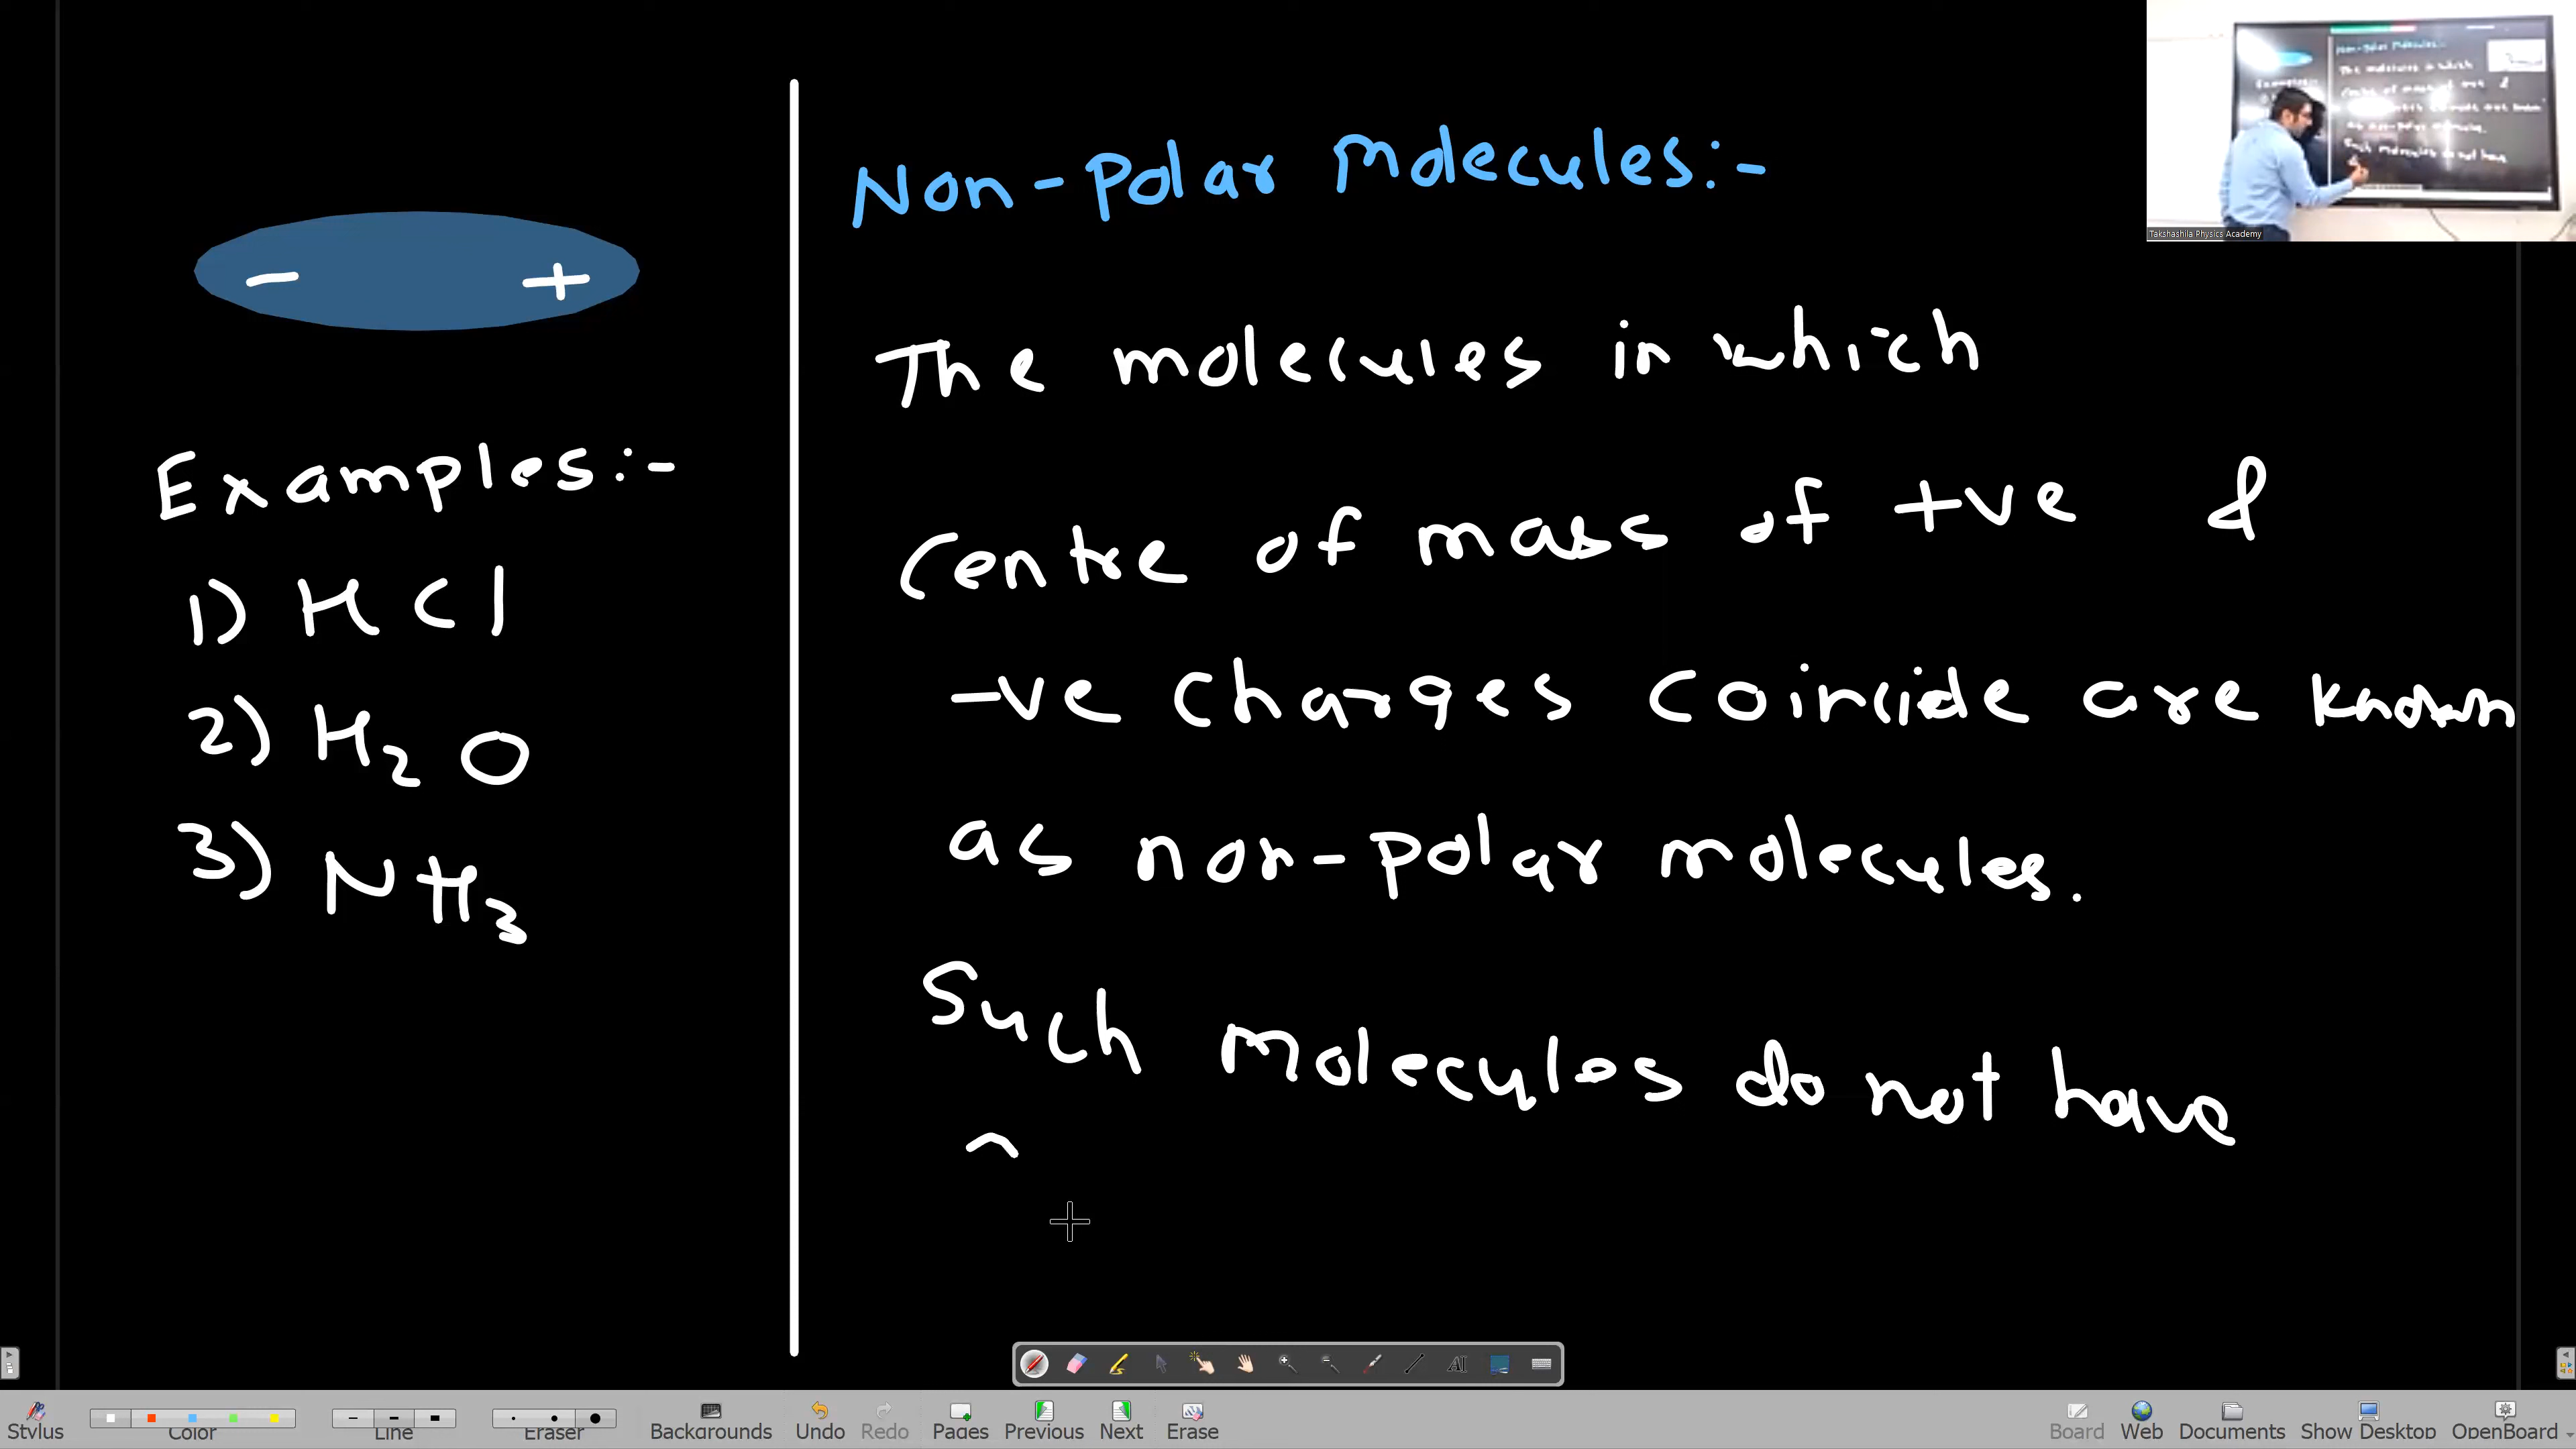 Examples:-
1) HCl
2) H2O
3) NH3
Non-polar Molecules:-
The molecules in which
Centre of mass of +ve &
-ve charges coincide are known
as non-polar molecules.
Such molecules do not have
Takshashila Physics Academy
Stylus
Color
Line
Eraser
Backgrounds
Undo
Redo
Pages
Previous
Next
Erase
Board
Web
Documents
Show Desktop
OpenBoard